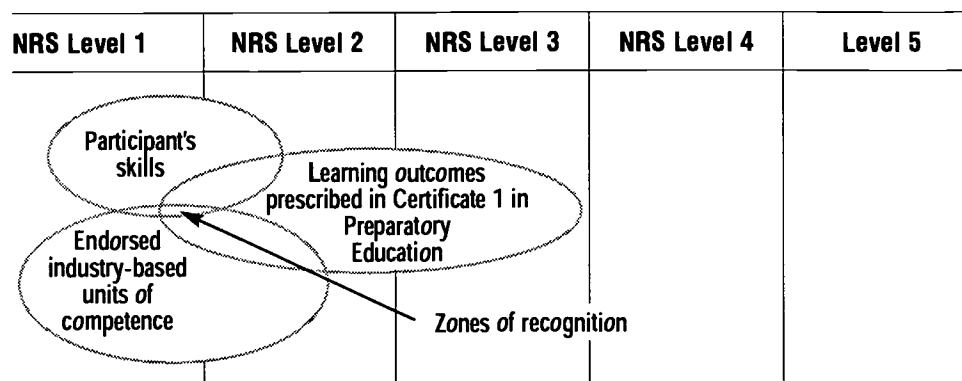 NRS Level 1 NRS Level 2 NRS Level 3 NRS Level 4 Level 5
Participant's
skills
Learning outcomes
prescribed in Certificate 1 in
Preparatory
Education
Endorsed
industry-based
units of
competence
Zones of recognition